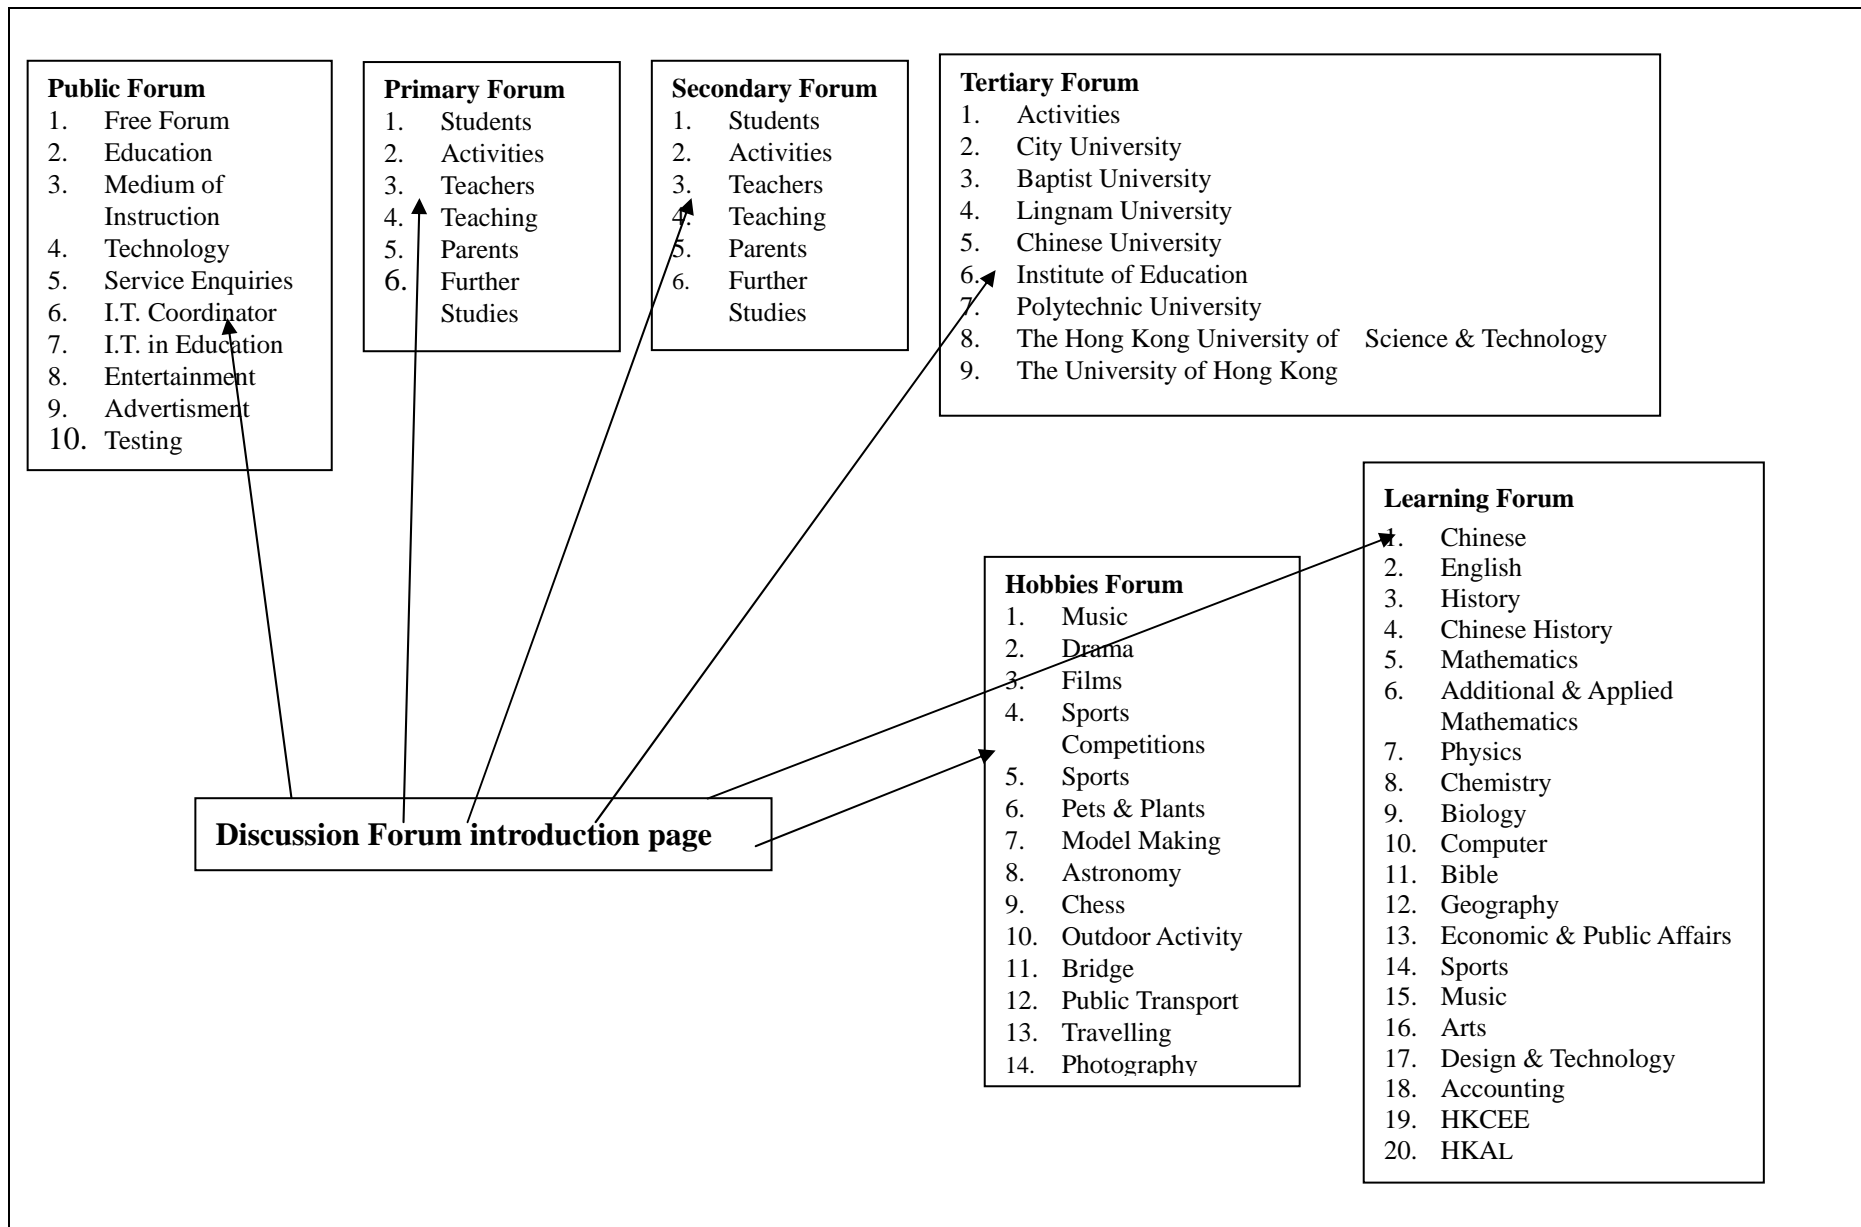 Public Forum
1. Free Forum
2. Education
3. Medium of
Instruction
4. Technology
5. Service Enquiries
6. I.T. Coordinator
7. I.T. in Education
8. Entertainment
9. Advertisment
10. Testing
Primary Forum
1. Students
2. Activities
3. Teachers
4. Teaching
5. Parents
6. Further
Studies
Secondary Forum
1. Students
2. Activities
3. Teachers
4. Teaching
5. Parents
6. Further
Studies
Tertiary Forum
1. Activities
2. City University
3. Baptist University
4. Lingnam University
5. Chinese University
6. Institute of Education
7. Polytechnic University
8. The Hong Kong University of Science & Technology
9. The University of Hong Kong
Discussion Forum introduction page
Hobbies Forum
1. Music
2. Drama
3. Films
4. Sports
Competitions
5. Sports
6. Pets & Plants
7. Model Making
8. Astronomy
9. Chess
10. Outdoor Activity
11. Bridge
12. Public Transport
13. Travelling
14. Photography
Learning Forum
1. Chinese
2. English
3. History
4. Chinese History
5. Mathematics
6. Additional & Applied
Mathematics
7. Physics
8. Chemistry
9. Biology
10. Computer
11. Bible
12. Geography
13. Economic & Public Affairs
14. Sports
15. Music
16. Arts
17. Design & Technology
18. Accounting
19. HKCEE
20. HKAL